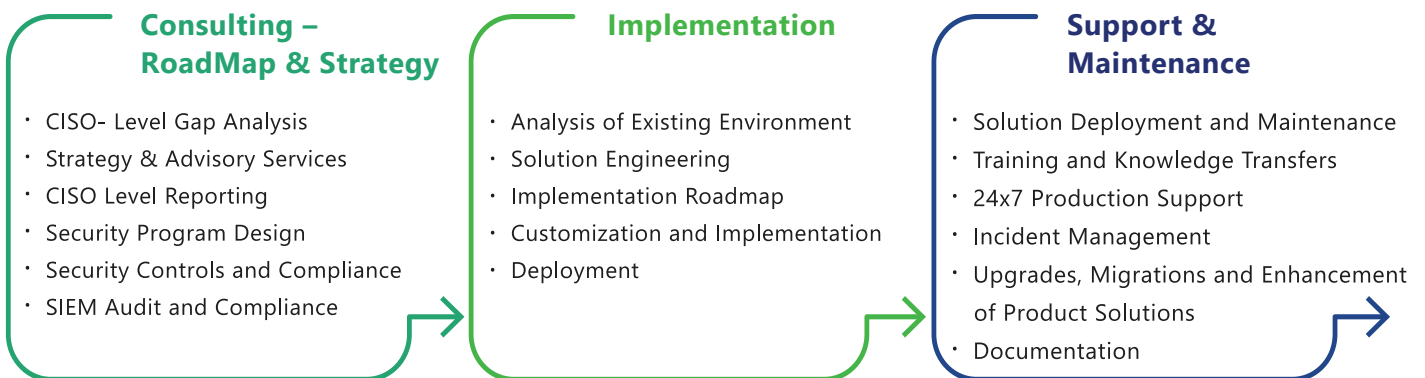 Consulting –
RoadMap & Strategy
· CISO- Level Gap Analysis
· Strategy & Advisory Services
· CISO Level Reporting
· Security Program Design
· Security Controls and Compliance
· SIEM Audit and Compliance
Implementation
· Analysis of Existing Environment
· Solution Engineering
· Implementation Roadmap
· Customization and Implementation
· Deployment
Support &
Maintenance
· Solution Deployment and Maintenance
· Training and Knowledge Transfers
· 24x7 Production Support
· Incident Management
· Upgrades, Migrations and Enhancement
of Product Solutions
· Documentation